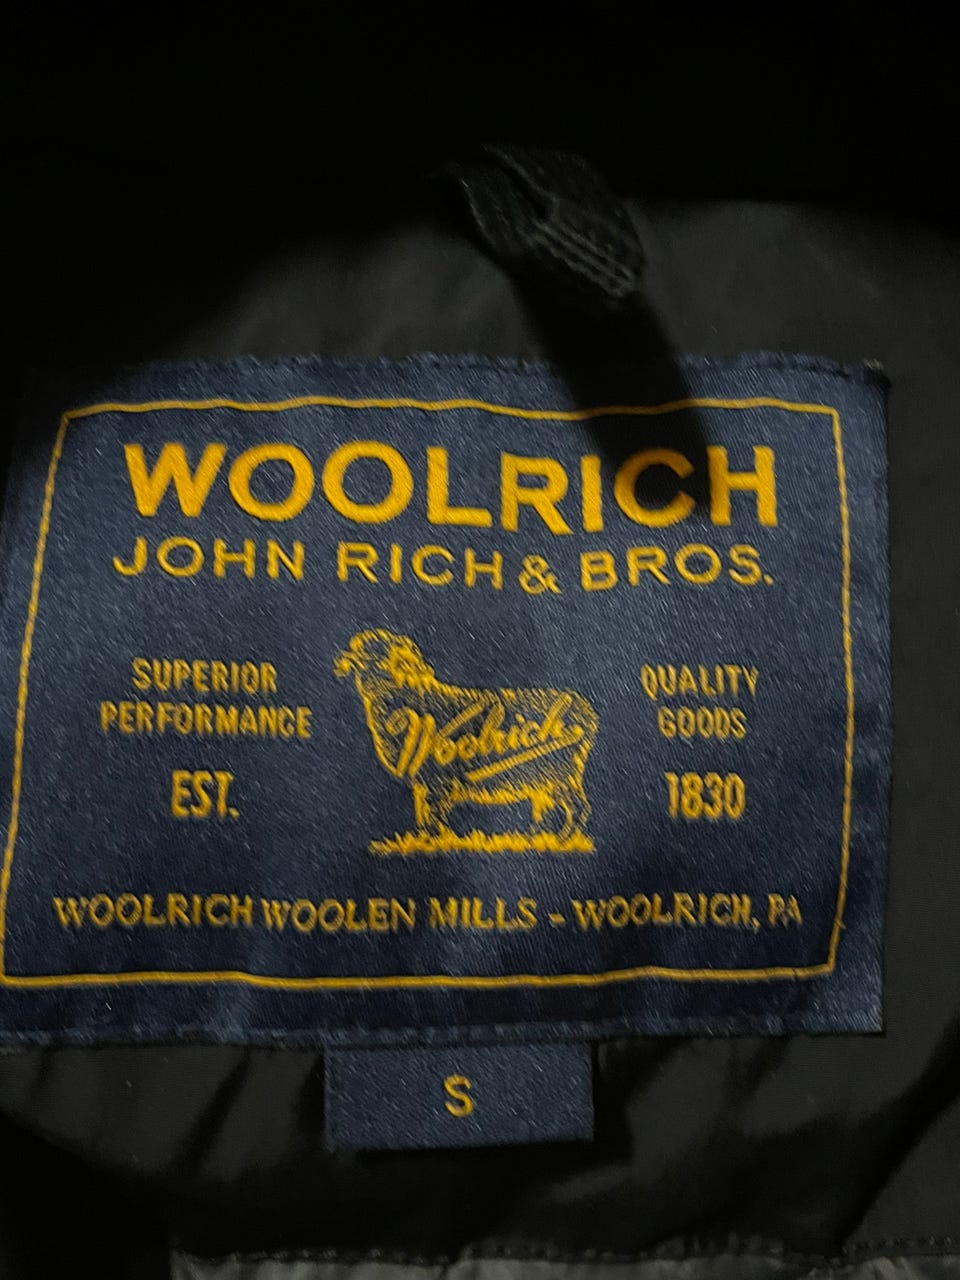 WOOLRICH
JOHN RICH & BROS.
SUPERIOR
PERFORMANCE
EST.
Woolrich
QUALITY
GOODS
1830
WOOLRICH WOOLEN MILLS - WOOLRICH, PA
S